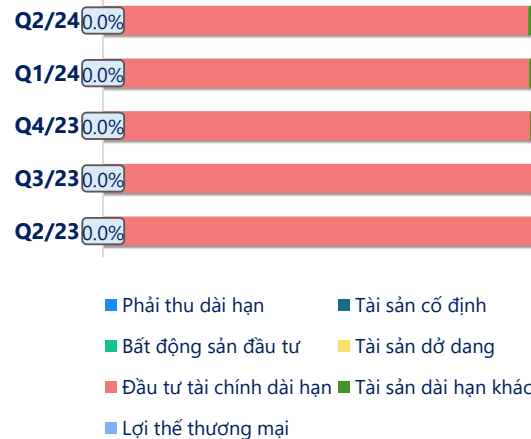 Q2/24 0.0%
Q1/24 0.0%
Q4/23 0.0%
Q3/23 0.0%
Q2/23 0.0%
Phải thu dài hạn Tài sản cố định
Bất động sản đầu tư Tài sản dở dang
Đầu tư tài chính dài hạn Tài sản dài hạn khác
Lợi thế thương mại